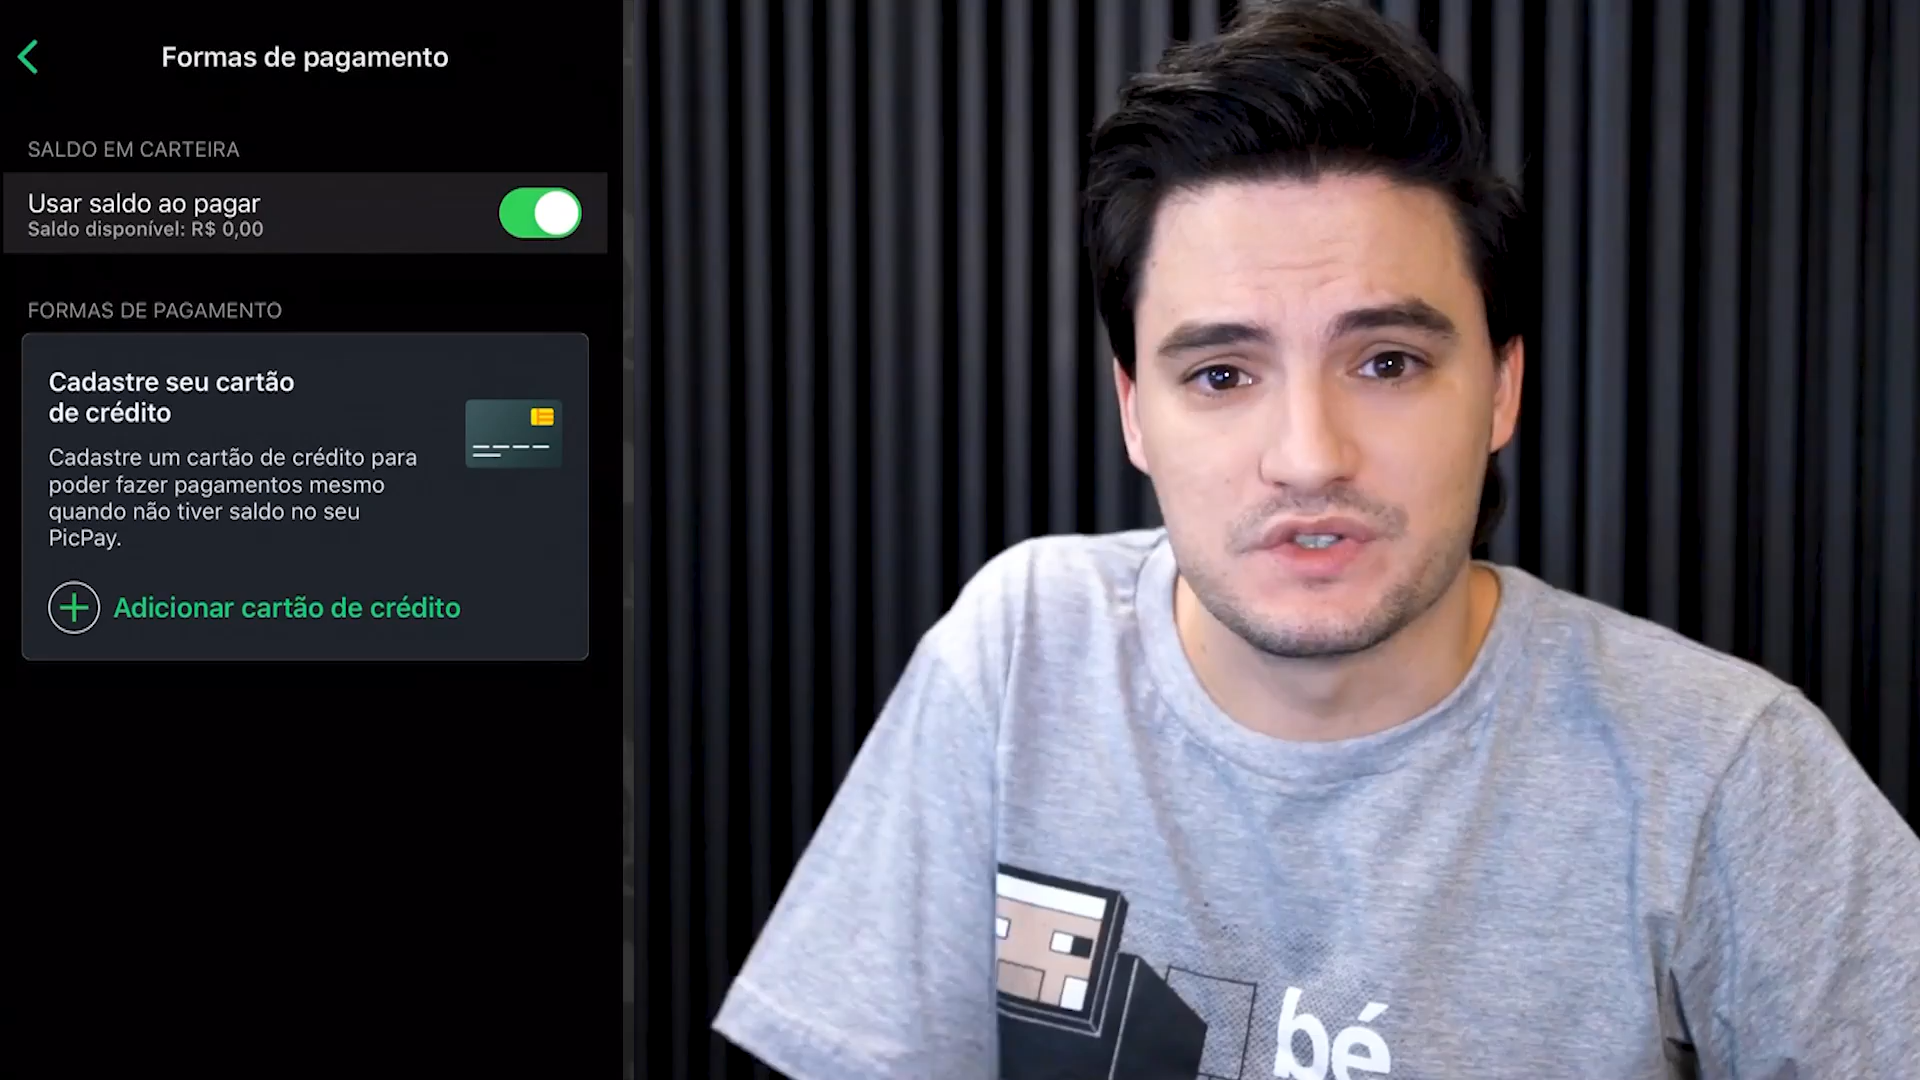 Formas de pagamento
SALDO EM CARTEIRA
Usar saldo ao pagar
Saldo disponível: R$ 0,00
FORMAS DE PAGAMENTO
Cadastre seu cartão
de crédito
Cadastre um cartão de crédito para
poder fazer pagamentos mesmo
quando não tiver saldo no seu
PicPay.
Adicionar cartão de crédito
bé